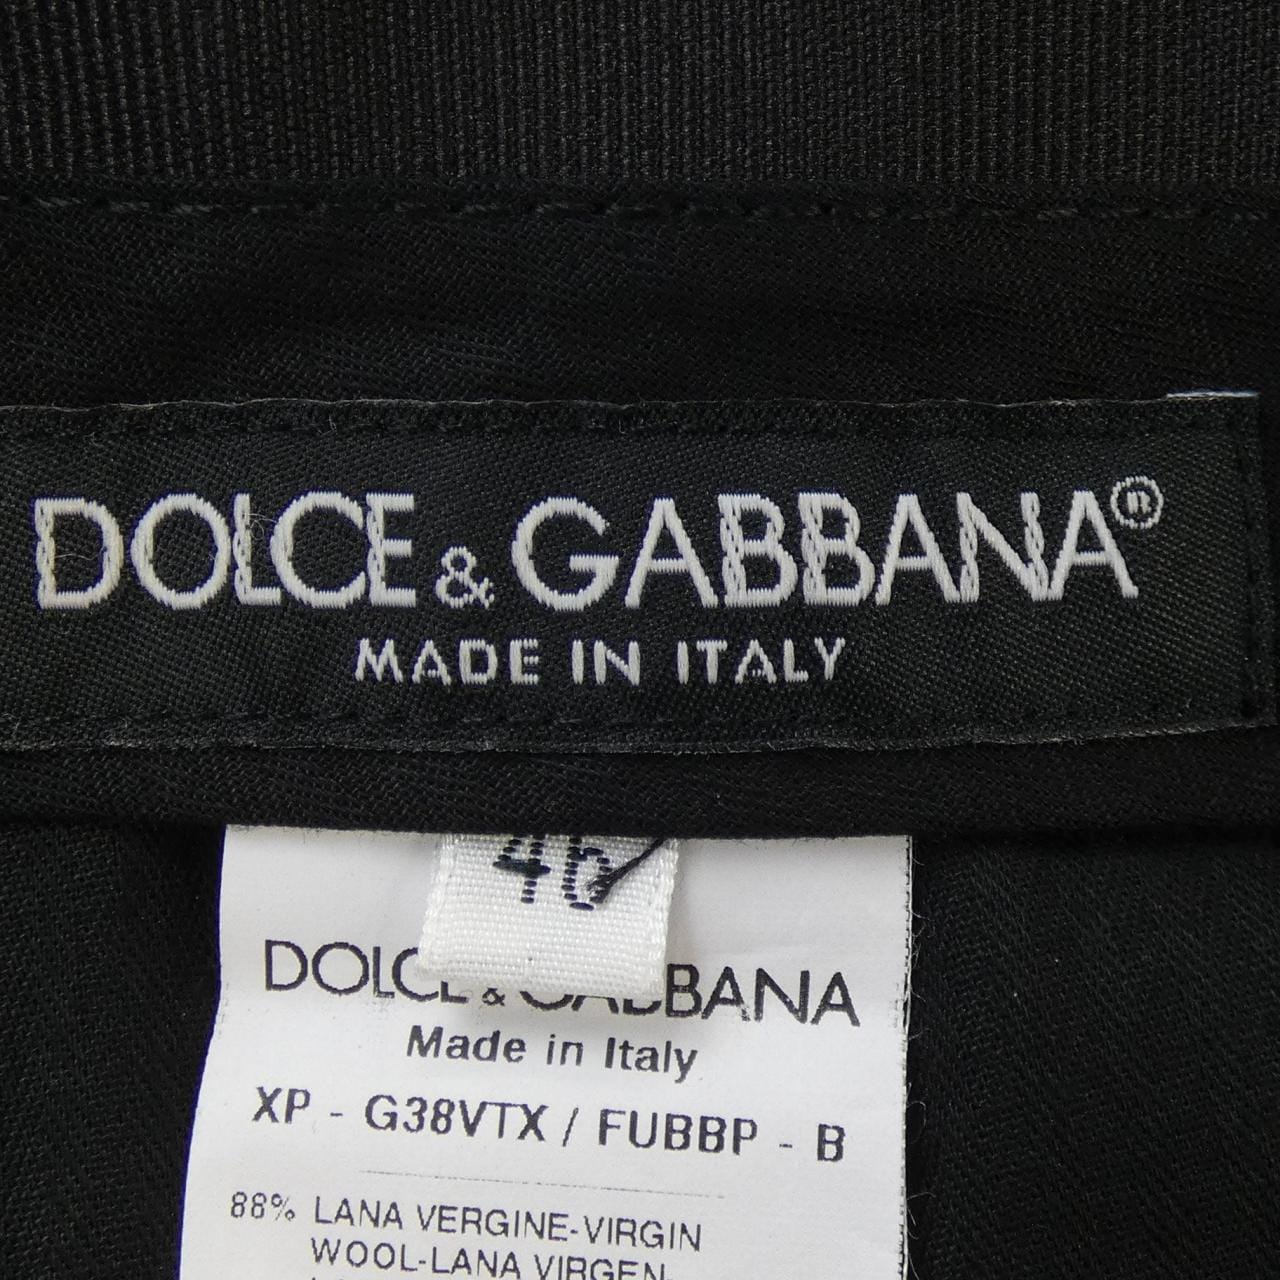 DOLCE & GABBANA®
MADE IN ITALY
46
DOLCE & GABBANA
Made in Italy
XP - G38VTX / FUBBP - B
88% LANA VERGINE-VIRGIN
WOOL-LANA VIRGEN